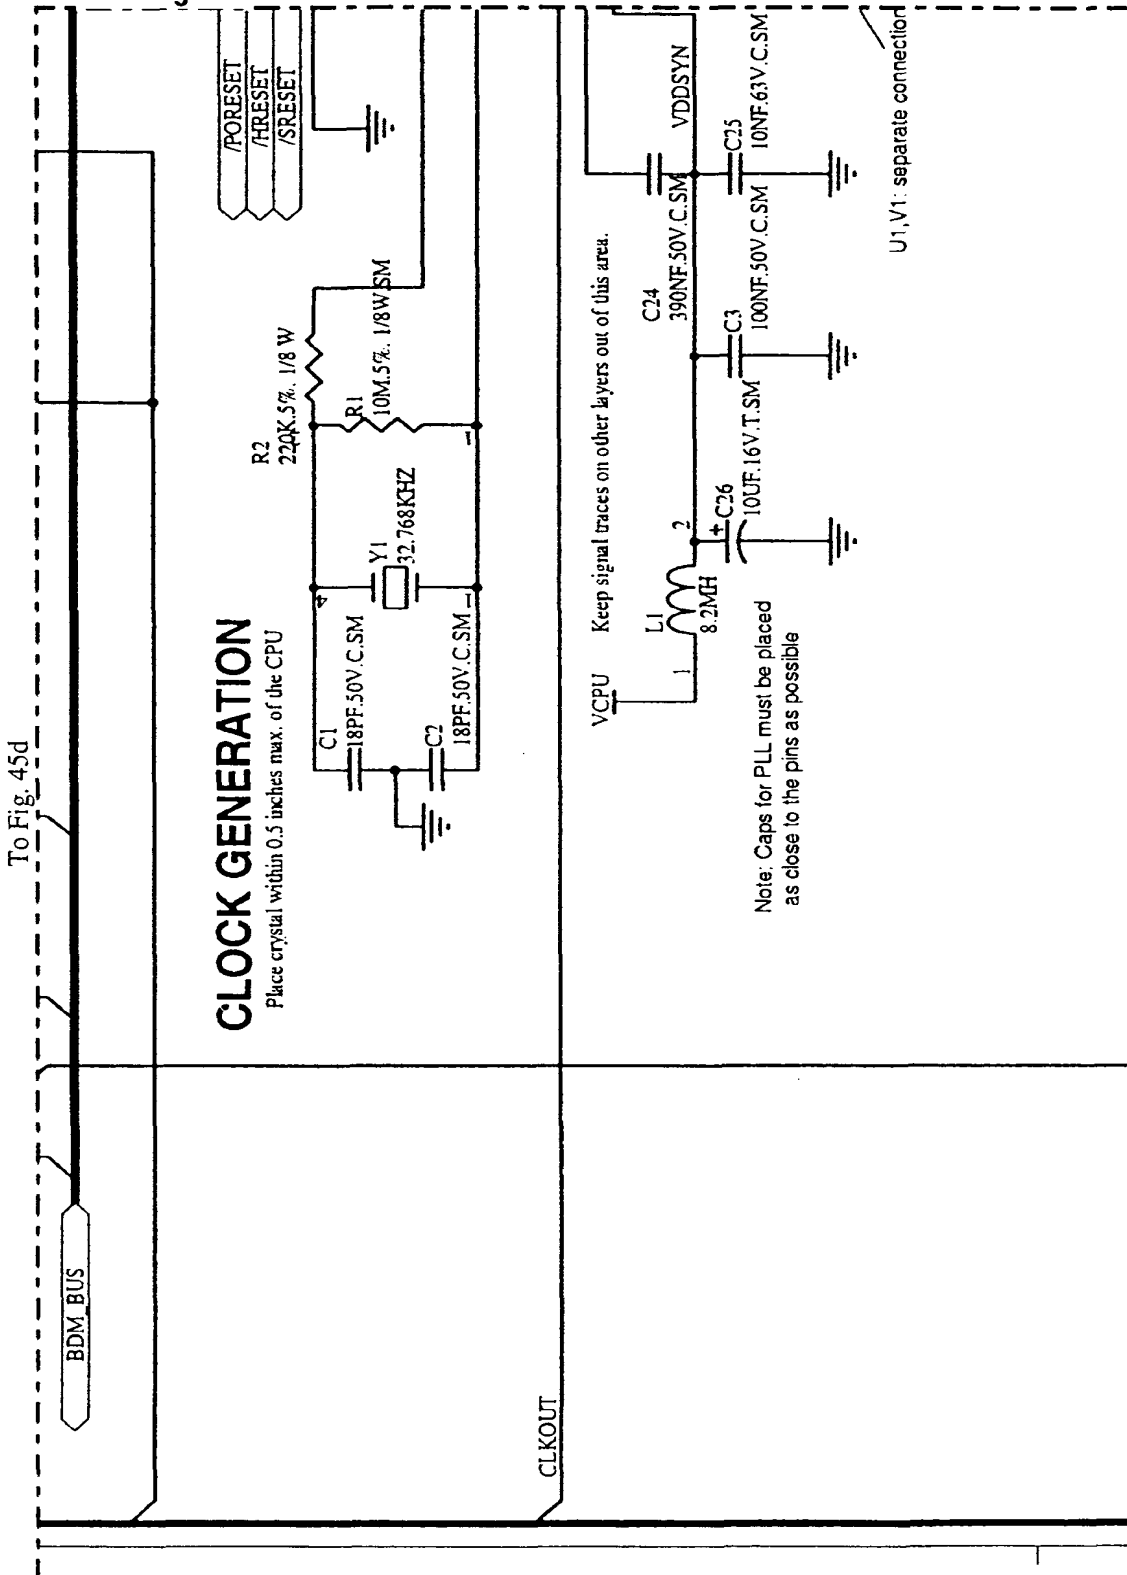 To Fig. 45d
BDM_BUS
/PORESET
/HRESET
/SRESET
CLOCK GENERATION
Place crystal within 0.5 inches max. of the CPU
R2
220K.5%. 1/8 W
R1
10M.5%. 1/8W.SM
Y1
32.768KHZ
C1
18PF.50V.C.SM
C2
18PF.50V.C.SM
CLKOUT
VCPU
Keep signal traces on other layers out of this area.
L1
8.2MH
1
2
C24
390NF.50V.C.SM
VDDSYN
+
C26
10UF.16V.T.SM
C3
100NF.50V.C.SM
C25
10NF.63V.C.SM
Note: Caps for PLL must be placed
as close to the pins as possible
U1,V1: separate connection